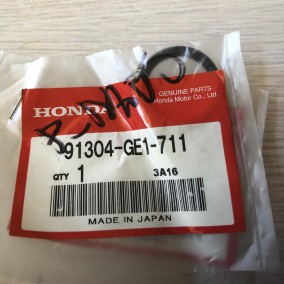 GENUINE PARTS
Honda Motor Co., Ltd.
HONDA
91304-GE1-711
QTY 1 3A16
MADE IN JAPAN